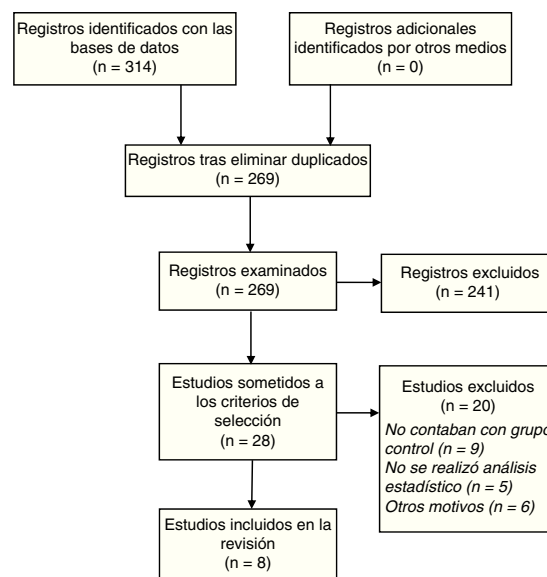 Registros identificados con las
bases de datos
(n = 314)
Registros adicionales
identificados por otros medios
(n = 0)
Registros tras eliminar duplicados
(n = 269)
Registros examinados
(n = 269)
Registros excluidos
(n = 241)
Estudios sometidos a
los criterios de
selección
(n = 28)
Estudios excluidos
(n = 20)
No contaban con grupo
control (n = 9)
No se realizó análisis
estadístico (n = 5)
Otros motivos (n = 6)
Estudios incluidos en la
revisión
(n = 8)